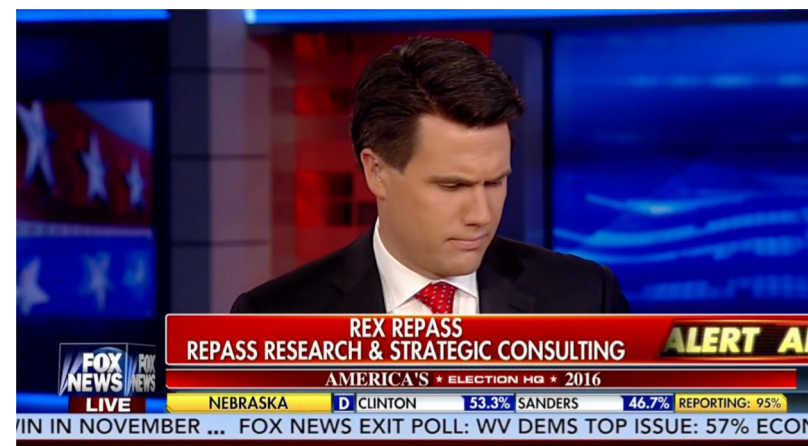 REX REPASS
REPASS RESEARCH & STRATEGIC CONSULTING
ALERT
FOX NEWS
FOX NEWS
LIVE
AMERICA'S ★ ELECTION HQ ★ 2016
NEBRASKA D CLINTON 53.3% SANDERS 46.7% REPORTING: 95%
IN IN NOVEMBER ... FOX NEWS EXIT POLL: WV DEMS TOP ISSUE: 57%